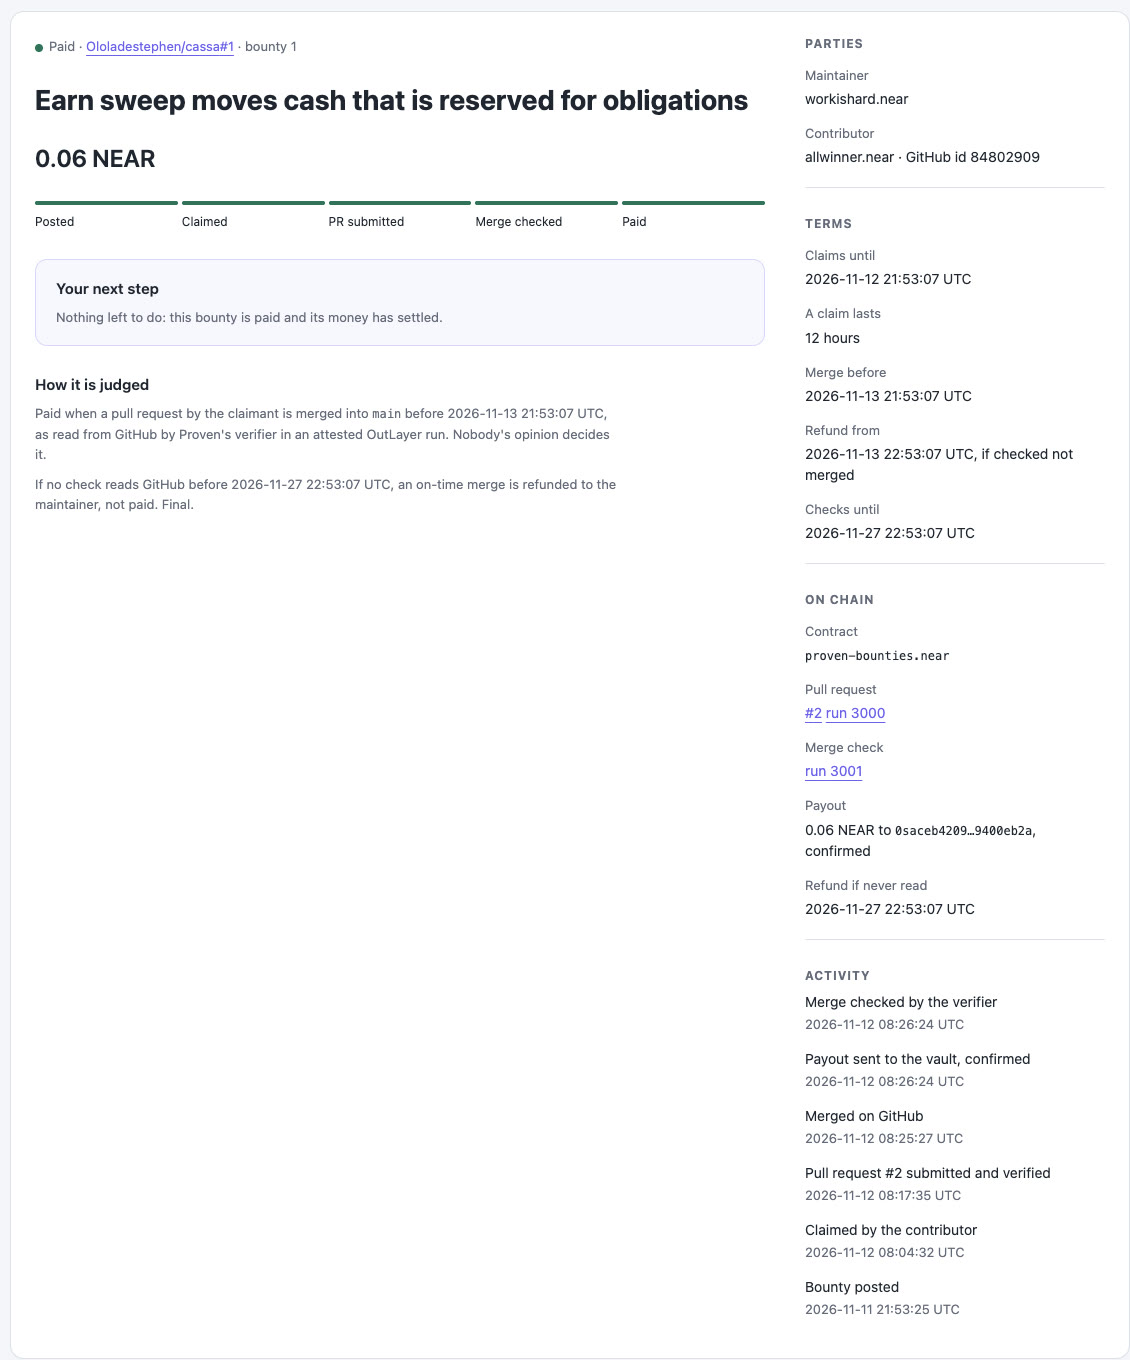 Paid · Ololadestephen/cassa#1 · bounty 1
Earn sweep moves cash that is reserved for obligations
0.06 NEAR
Posted
Claimed
PR submitted
Merge checked
Paid
Your next step
Nothing left to do: this bounty is paid and its money has settled.
How it is judged
Paid when a pull request by the claimant is merged into main before 2026-11-13 21:53:07 UTC,
as read from GitHub by Proven's verifier in an attested OutLayer run. Nobody's opinion decides
it.
If no check reads GitHub before 2026-11-27 22:53:07 UTC, an on-time merge is refunded to the
maintainer, not paid. Final.
PARTIES
Maintainer
workishard.near
Contributor
allwinner.near · GitHub id 84802909
TERMS
Claims until
2026-11-12 21:53:07 UTC
A claim lasts
12 hours
Merge before
2026-11-13 21:53:07 UTC
Refund from
2026-11-13 22:53:07 UTC, if checked not
merged
Checks until
2026-11-27 22:53:07 UTC
ON CHAIN
Contract
proven-bounties.near
Pull request
#2 run 3000
Merge check
run 3001
Payout
0.06 NEAR to 0saceb4209…9400eb2a,
confirmed
Refund if never read
2026-11-27 22:53:07 UTC
ACTIVITY
Merge checked by the verifier
2026-11-12 08:26:24 UTC
Payout sent to the vault, confirmed
2026-11-12 08:26:24 UTC
Merged on GitHub
2026-11-12 08:25:27 UTC
Pull request #2 submitted and verified
2026-11-12 08:17:35 UTC
Claimed by the contributor
2026-11-12 08:04:32 UTC
Bounty posted
2026-11-11 21:53:25 UTC